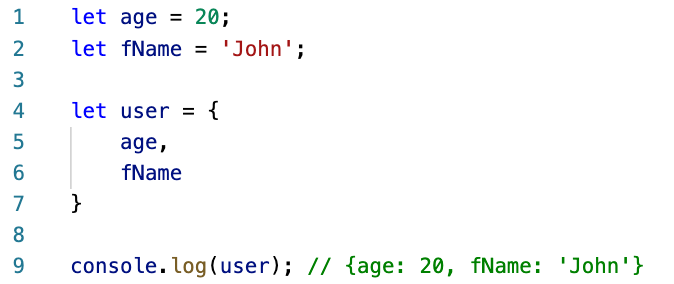 1 let age = 20;
2 let fName = 'John';
3
4 let user = {
5     age,
6     fName
7 }
8
9 console.log(user); // {age: 20, fName: 'John'}